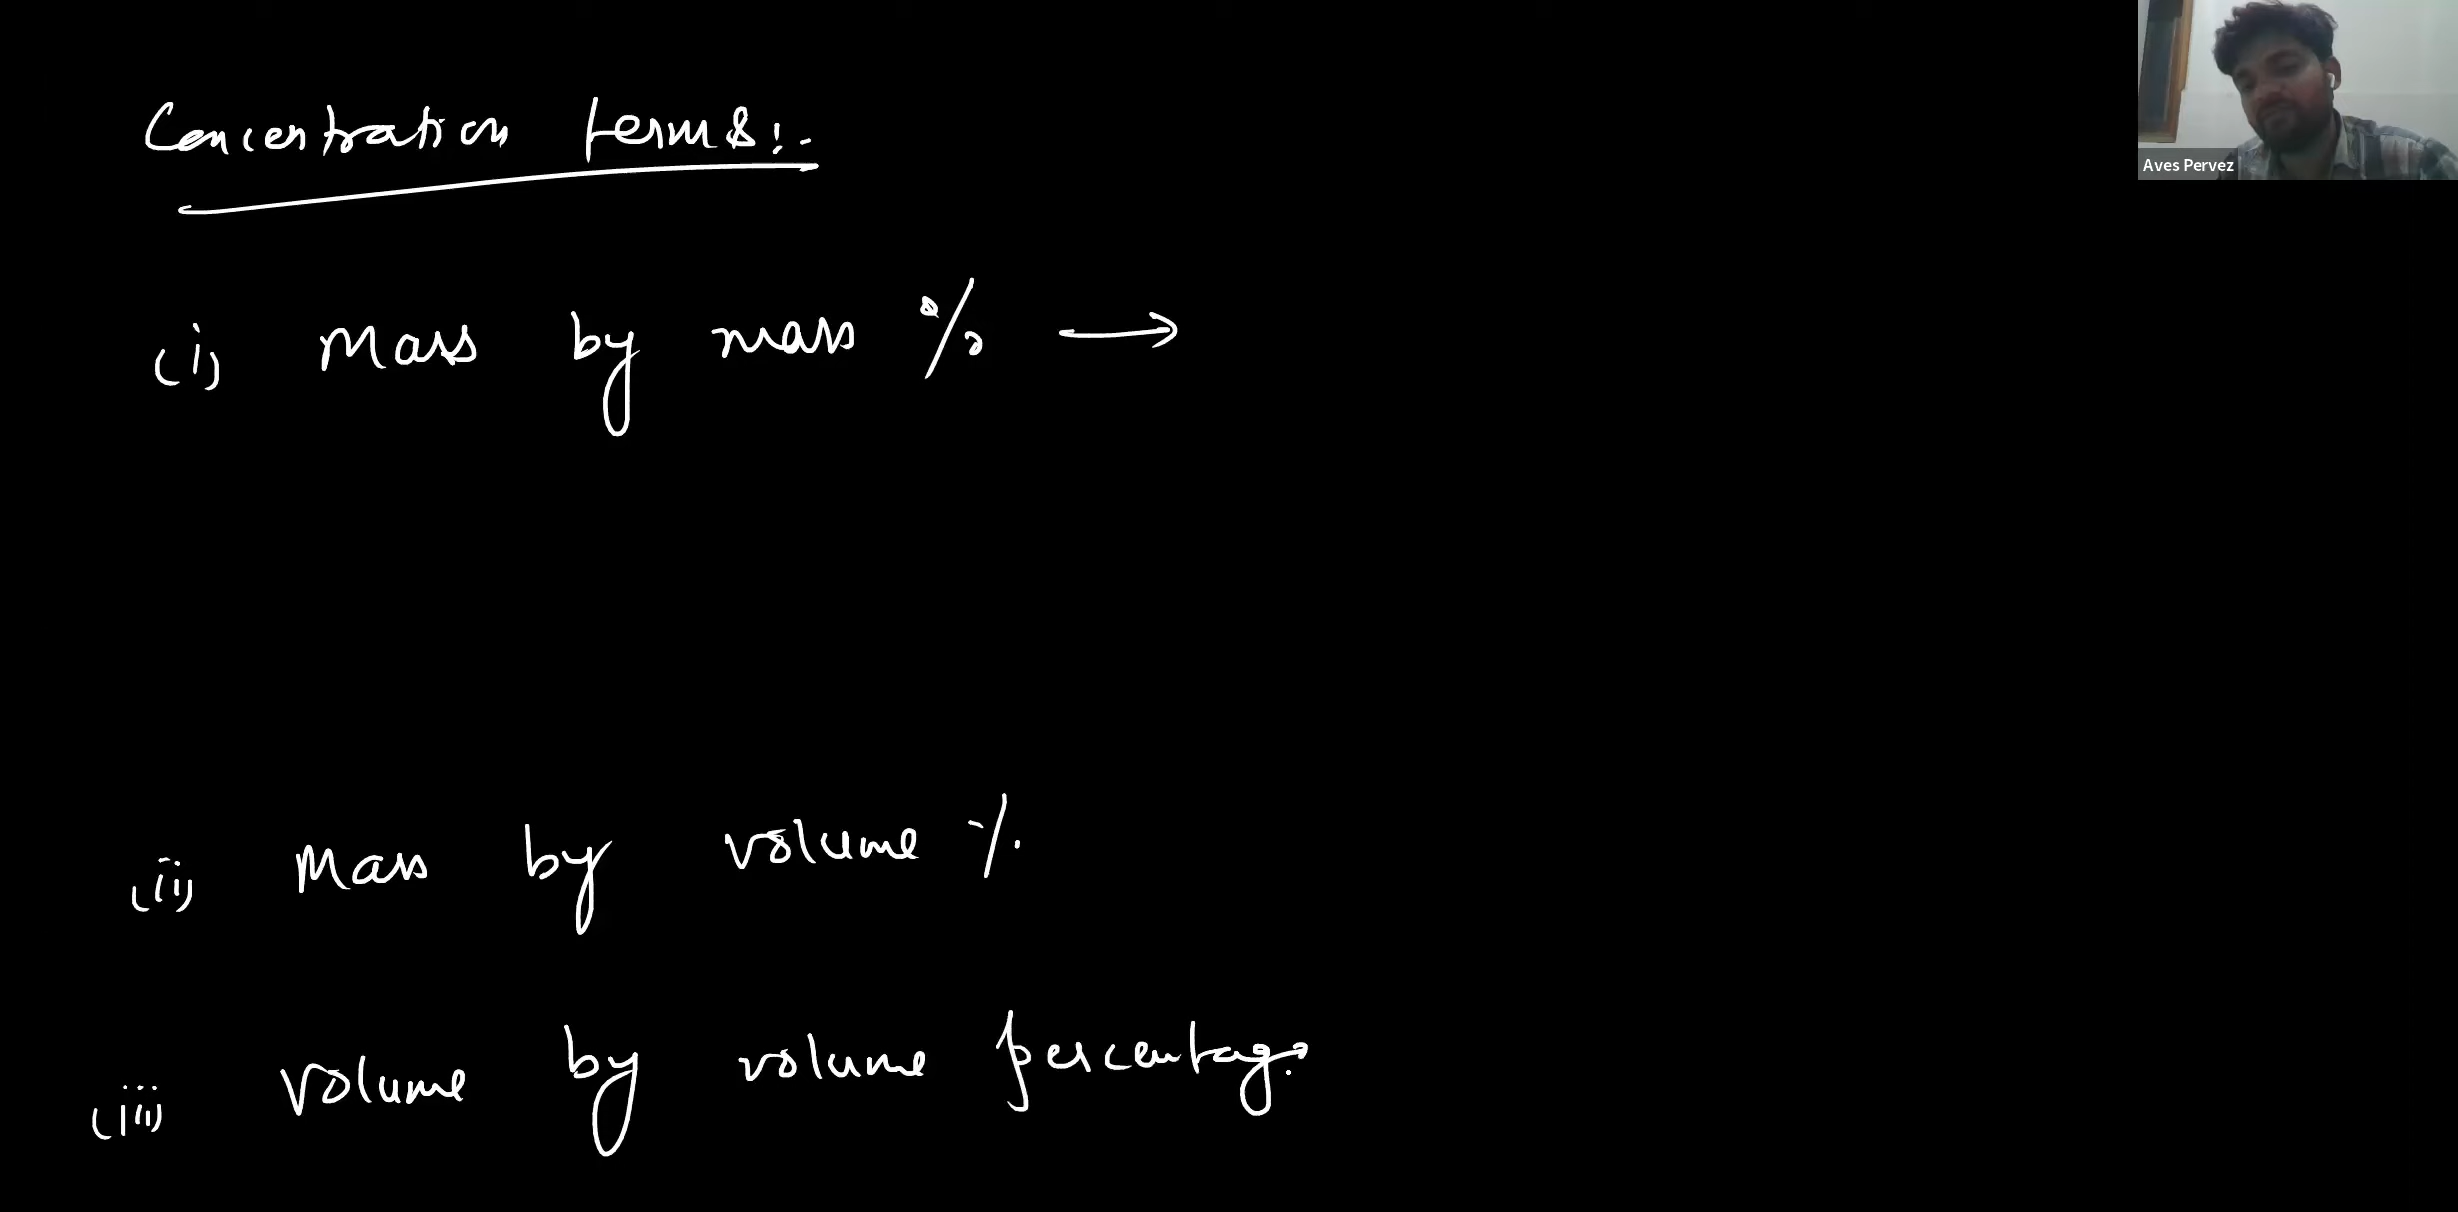 Concentration terms:-
Aves Pervez
(i) Mass by mass % →
(ii) Mass by volume %
(iii) Volume by volume percentage